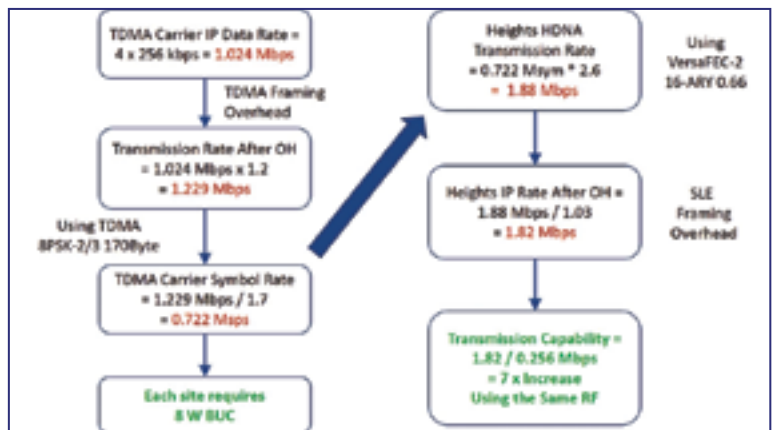 TDMA Carrier IP Data Rate =
4 x 256 kbps = 1.024 Mbps
TDMA Framing
Overhead
Transmission Rate After OH
= 1.024 Mbps x 1.2
= 1.229 Mbps
Using TDMA
8PSK-2/3 170Byte
TDMA Carrier Symbol Rate
= 1.229 Mbps / 1.7
= 0.722 Msps
Each site requires
8 W BUC
Heights HDNA
Transmission Rate
= 0.722 Msym * 2.6
= 1.88 Mbps
Using
VersaFEC-2
16-ARY 0.66
Heights IP Rate After OH =
1.88 Mbps / 1.03
= 1.82 Mbps
SLE
Framing
Overhead
Transmission Capability =
1.82 / 0.256 Mbps
= 7 x Increase
Using the Same RF